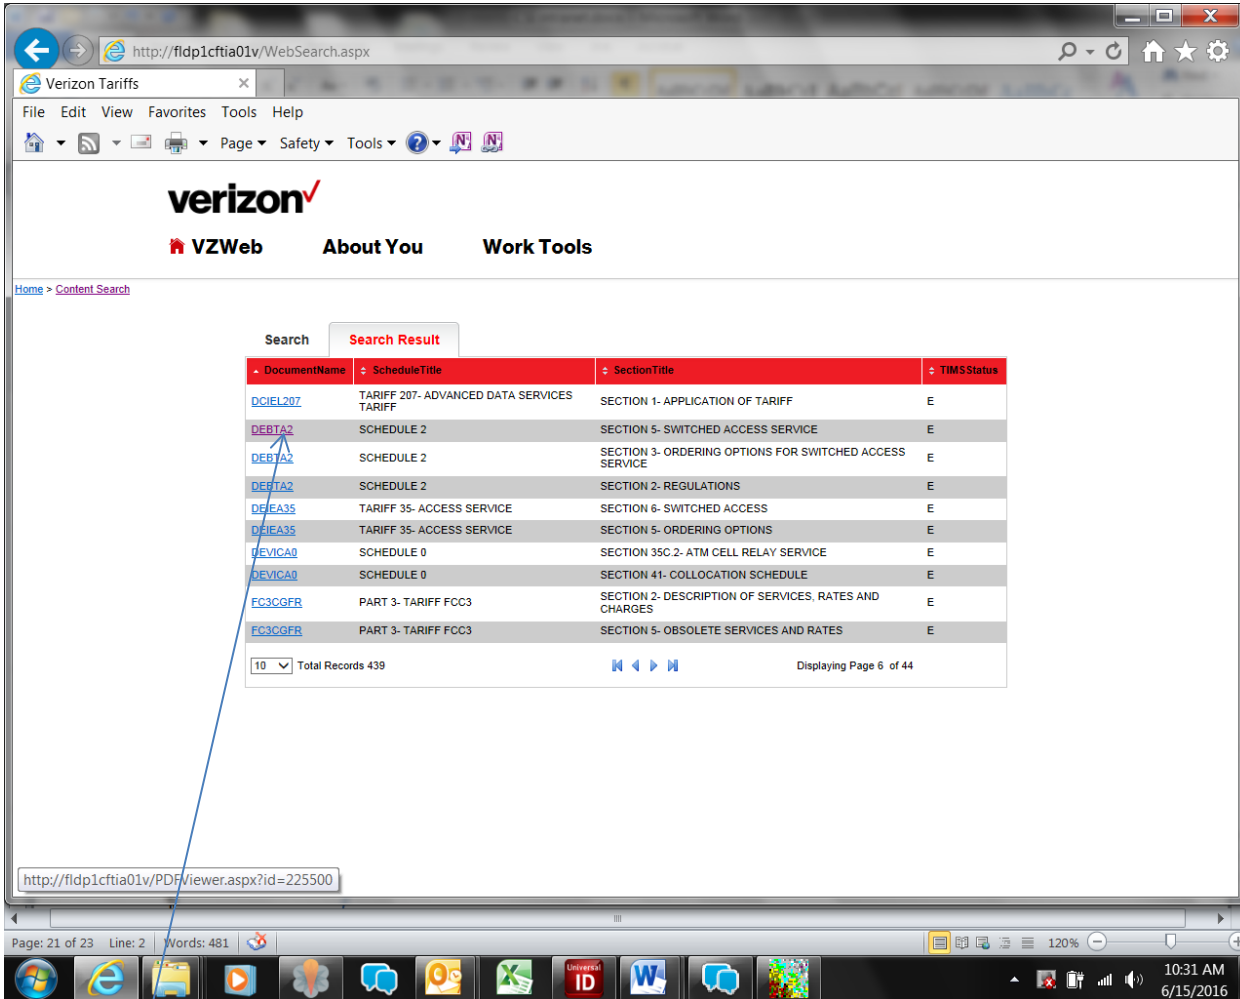 http://fldp1cftia01v/WebSearch.aspx
Verizon Tariffs
File Edit View Favorites Tools Help
Page Safety Tools
verizon
VZWeb About You Work Tools
Home > Content Search
Search Search Result
DocumentName ScheduleTitle SectionTitle TIMSStatus
DCIEL207 TARIFF 207- ADVANCED DATA SERVICES TARIFF SECTION 1- APPLICATION OF TARIFF E
DEBTA2 SCHEDULE 2 SECTION 5- SWITCHED ACCESS SERVICE E
DEBTA2 SCHEDULE 2 SECTION 3- ORDERING OPTIONS FOR SWITCHED ACCESS SERVICE E
DEBTA2 SCHEDULE 2 SECTION 2- REGULATIONS E
DEIEA35 TARIFF 35- ACCESS SERVICE SECTION 6- SWITCHED ACCESS E
DEIEA35 TARIFF 35- ACCESS SERVICE SECTION 5- ORDERING OPTIONS E
DEVICA0 SCHEDULE 0 SECTION 35C.2- ATM CELL RELAY SERVICE E
DEVICA0 SCHEDULE 0 SECTION 41- COLLOCATION SCHEDULE E
FC3CGFR PART 3- TARIFF FCC3 SECTION 2- DESCRIPTION OF SERVICES, RATES AND CHARGES E
FC3CGFR PART 3- TARIFF FCC3 SECTION 5- OBSOLETE SERVICES AND RATES E
10 Total Records 439 Displaying Page 6 of 44
http://fldp1cftia01v/PDFViewer.aspx?id=225500
Page: 21 of 23 Line: 2 Words: 481 120%
Universal ID
10:31 AM
6/15/2016